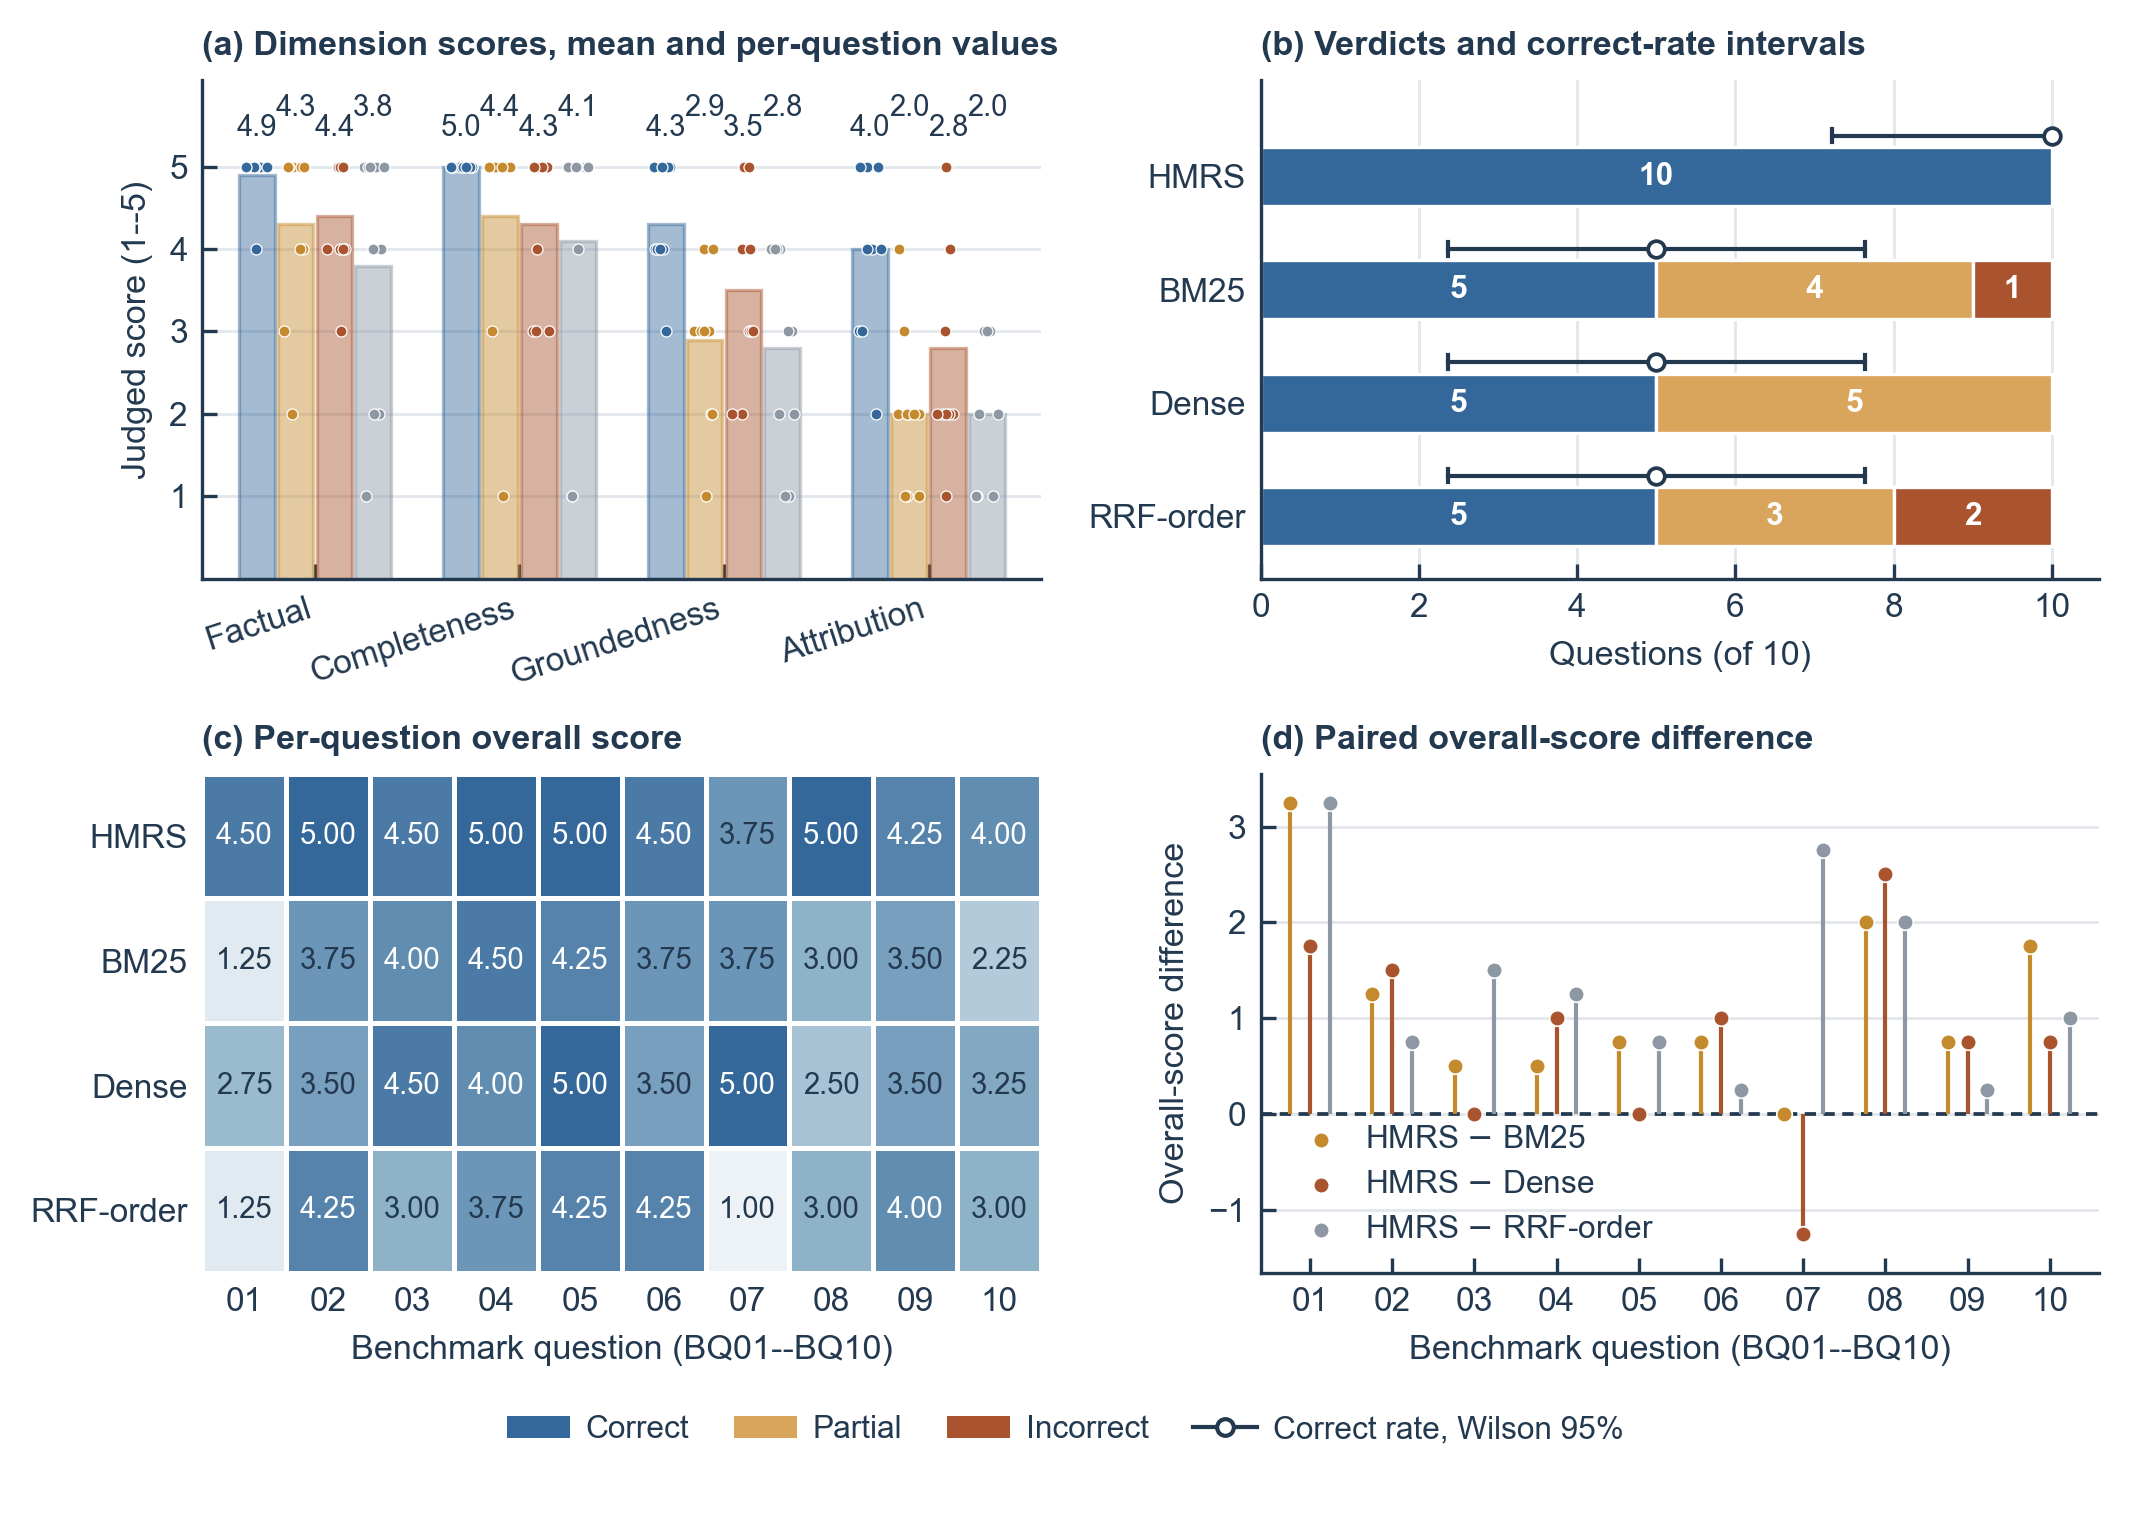 (a) Dimension scores, mean and per-question values
4.9 4.3 4.4 3.8 5.0 4.4 4.3 4.1 4.3 2.9 3.5 2.8 4.0 2.0 2.8 2.0
5
4
3
2
1
Judged score (1--5)
Factual Completeness Groundedness Attribution
(b) Verdicts and correct-rate intervals
HMRS 10
BM25 5 4 1
Dense 5 5
RRF-order 5 3 2
0 2 4 6 8 10
Questions (of 10)
(c) Per-question overall score
HMRS 4.50 5.00 4.50 5.00 5.00 4.50 3.75 5.00 4.25 4.00
BM25 1.25 3.75 4.00 4.50 4.25 3.75 3.75 3.00 3.50 2.25
Dense 2.75 3.50 4.50 4.00 5.00 3.50 5.00 2.50 3.50 3.25
RRF-order 1.25 4.25 3.00 3.75 4.25 4.25 1.00 3.00 4.00 3.00
01 02 03 04 05 06 07 08 09 10
Benchmark question (BQ01--BQ10)
(d) Paired overall-score difference
3
2
1
0
−1
Overall-score difference
HMRS − BM25
HMRS − Dense
HMRS − RRF-order
01 02 03 04 05 06 07 08 09 10
Benchmark question (BQ01--BQ10)
Correct Partial Incorrect Correct rate, Wilson 95%